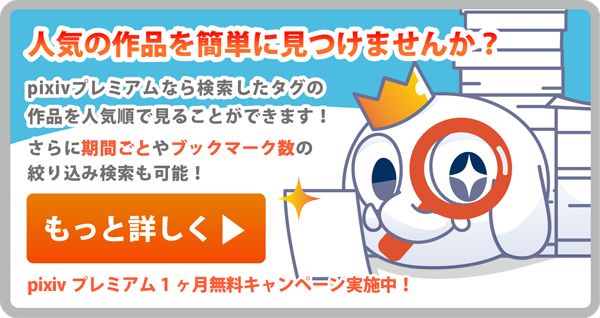 人気の作品を簡単に見つけませんか？
pixivプレミアムなら検索したタグの
作品を人気順で見ることができます！
さらに期間ごとやブックマーク数の
絞り込み検索も可能！
もっと詳しく▶
pixiv プレミアム１ヶ月無料キャンペーン実施中！